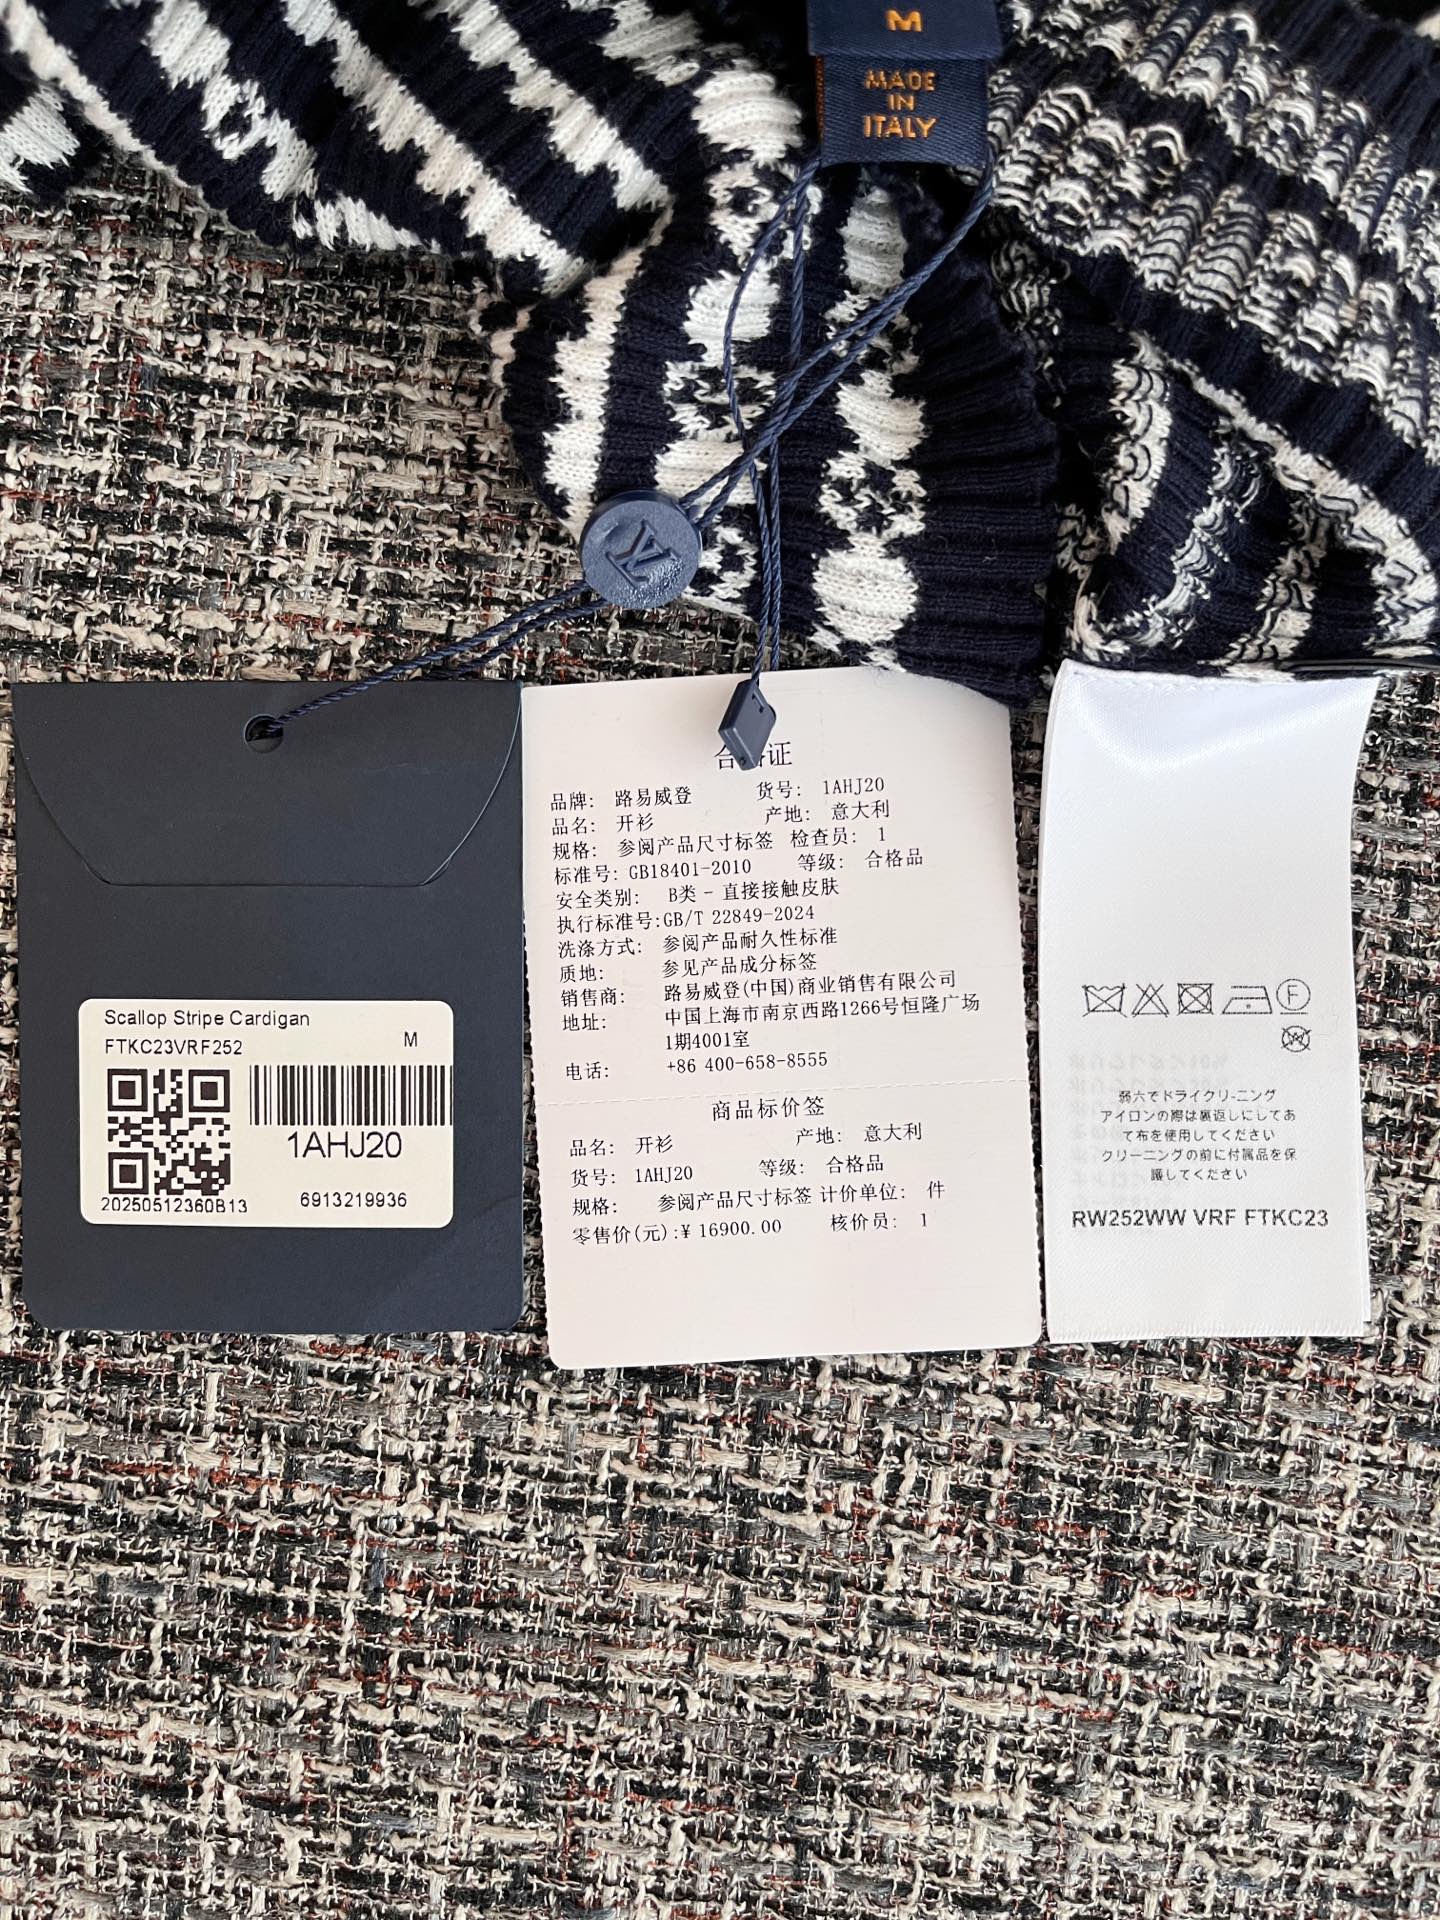 M
MADE
IN
ITALY
LV
Scallop Stripe Cardigan
FTKC23VRF252 M
1AHJ20
20250512360B13 6913219936
合格证
品牌: 路易威登 货号: 1AHJ20
品名: 开衫 产地: 意大利
规格: 参阅产品尺寸标签 检查员: 1
标准号: GB18401-2010 等级: 合格品
安全类别: B类 - 直接接触皮肤
执行标准号:GB/T 22849-2024
洗涤方式: 参阅产品耐久性标准
质地: 参见产品成分标签
销售商: 路易威登(中国)商业销售有限公司
地址: 中国上海市南京西路1266号恒隆广场
1期4001室
电话: +86 400-658-8555
商品标价签
品名: 开衫 产地: 意大利
货号: 1AHJ20 等级: 合格品
规格: 参阅产品尺寸标签 计价单位: 件
零售价(元):¥ 16900.00 核价员: 1
F
W
弱六でドライクリ-ニング
アイロンの際は裏返しにしてあ
て布を使用してください
クリーニングの前に付属品を保
護してください
RW252WW VRF FTKC23